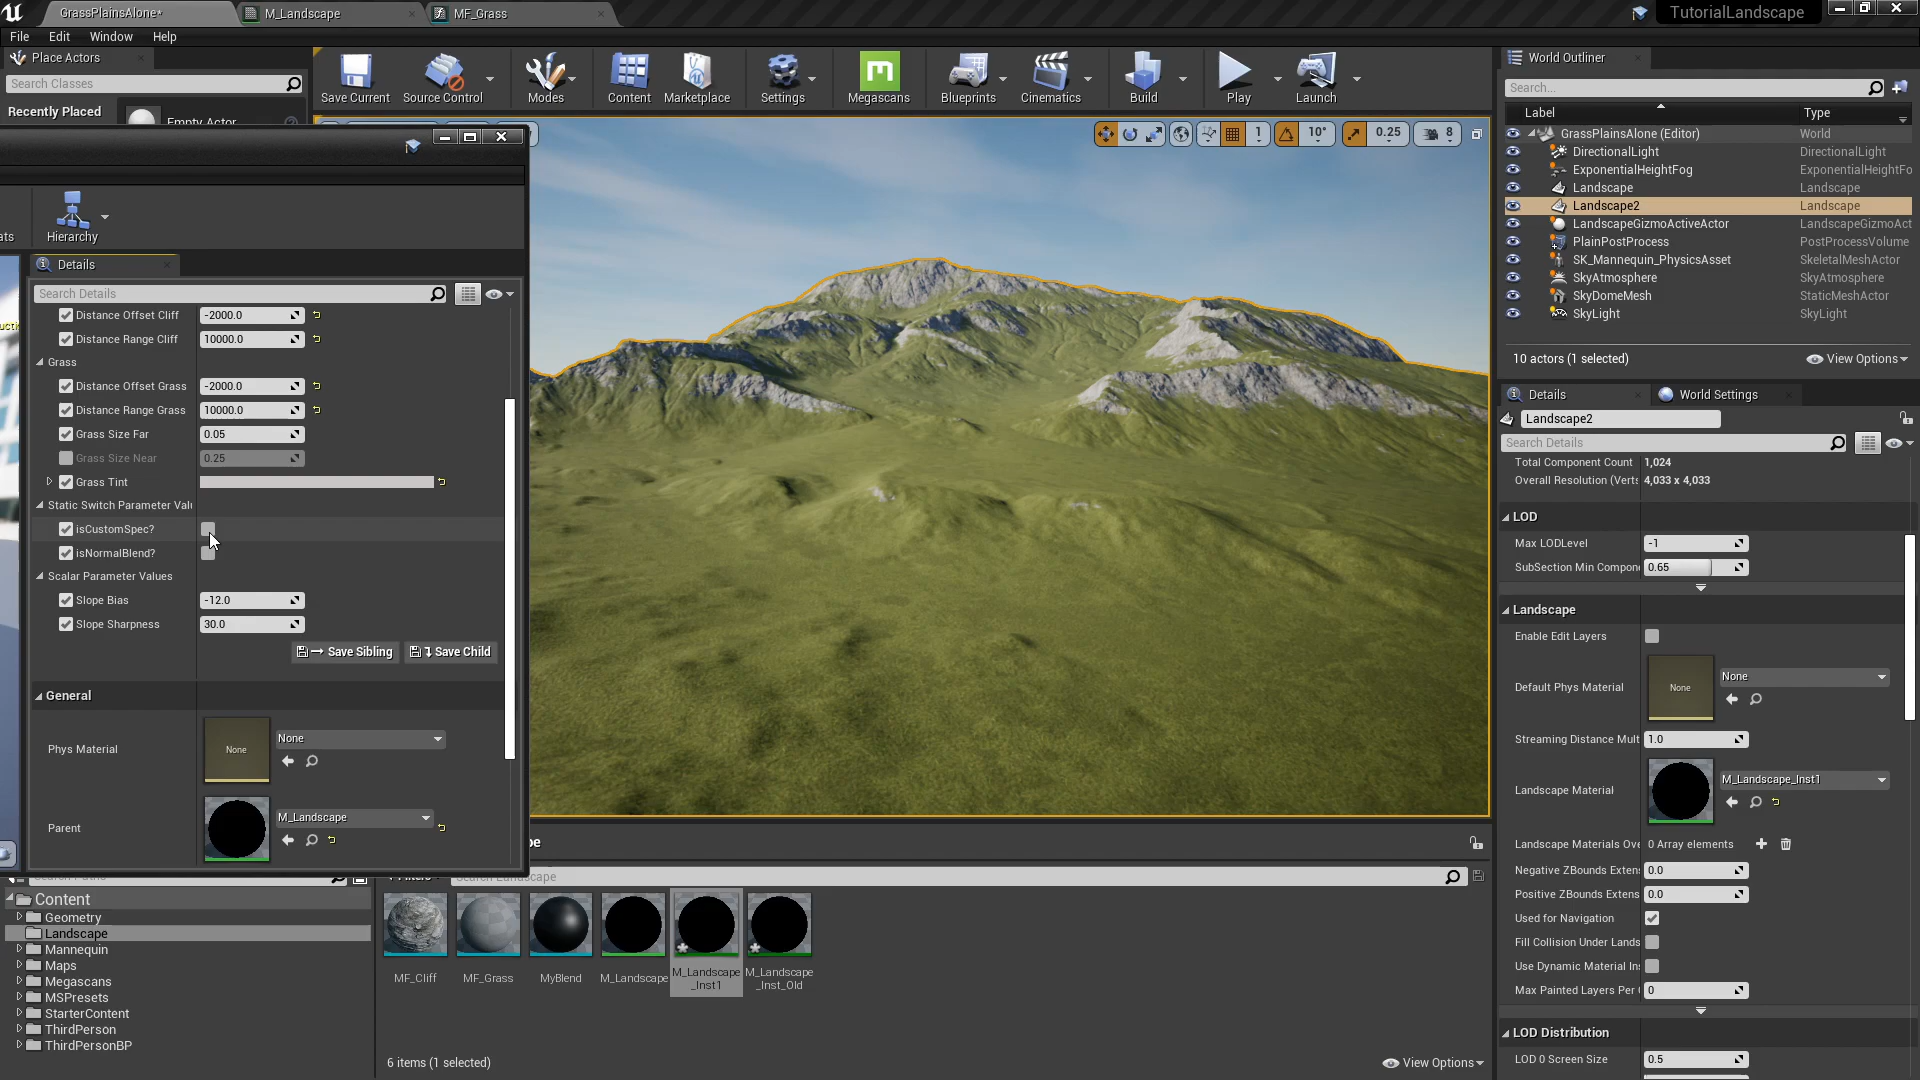 GrassPlainsAlone*
M_Landscape
MF_Grass
TutorialLandscape
File
Edit
Window
Help
Place Actors
Search Classes
Recently Placed
Empty Actor
Save Current
Source Control
Modes
Content
Marketplace
Settings
Megascans
Blueprints
Cinematics
Build
Play
Launch
1
10°
0.25
8
Hierarchy
Details
Search Details
Distance Offset Cliff
-2000.0
Distance Range Cliff
10000.0
Grass
Distance Offset Grass
-2000.0
Distance Range Grass
10000.0
Grass Size Far
0.05
Grass Size Near
0.25
Grass Tint
Static Switch Parameter Valu
isCustomSpec?
isNormalBlend?
Scalar Parameter Values
Slope Bias
-12.0
Slope Sharpness
30.0
Save Sibling
Save Child
General
Phys Material
None
None
Parent
M_Landscape
Content
Geometry
Landscape
Mannequin
Maps
Megascans
MSPresets
StarterContent
ThirdPerson
ThirdPersonBP
Search Landscape
MF_Cliff
MF_Grass
MyBlend
M_Landscape
M_Landscape
_Inst1
M_Landscape
_Inst_Old
6 items (1 selected)
View Options
World Outliner
Search...
Label
Type
GrassPlainsAlone (Editor)
World
DirectionalLight
DirectionalLight
ExponentialHeightFog
ExponentialHeightFo
Landscape
Landscape
Landscape2
Landscape
LandscapeGizmoActiveActor
LandscapeGizmoAct
PlainPostProcess
PostProcessVolume
SK_Mannequin_PhysicsAsset
SkeletalMeshActor
SkyAtmosphere
SkyAtmosphere
SkyDomeMesh
StaticMeshActor
SkyLight
SkyLight
10 actors (1 selected)
View Options
Details
World Settings
Landscape2
Search Details
Total Component Count
1,024
Overall Resolution (Verts
4,033 x 4,033
LOD
Max LODLevel
-1
SubSection Min Compone
0.65
Landscape
Enable Edit Layers
Default Phys Material
None
None
Streaming Distance Mult
1.0
Landscape Material
M_Landscape_Inst1
Landscape Materials Ove
0 Array elements
Negative ZBounds Extens
0.0
Positive ZBounds Extens
0.0
Used for Navigation
Fill Collision Under Lands
Use Dynamic Material In
Max Painted Layers Per
0
LOD Distribution
LOD 0 Screen Size
0.5